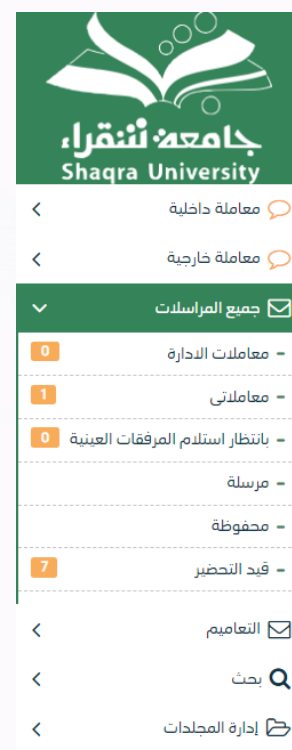 جامعة شقراء
Shaqra University
معاملة داخلية
معاملة خارجية
جميع المراسلات
- معاملات الادارة 0
- معاملاتى 1
- بانتظار استلام المرفقات العينية 0
- مرسلة
- محفوظة
- قيد التحضير 7
التعاميم
بحث
إدارة المجلدات